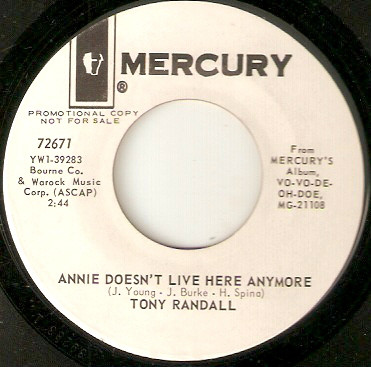 MERCURY
®
PROMOTIONAL COPY
NOT FOR SALE
72671
YW1-39283
Bourne Co.
& Warock Music
Corp. (ASCAP)
2:44
From
MERCURY'S
Album,
VO-VO-DE-
OH-DOE,
MG-21108
ANNIE DOESN'T LIVE HERE ANYMORE
(J. Young - J. Burke - H. Spina)
TONY RANDALL